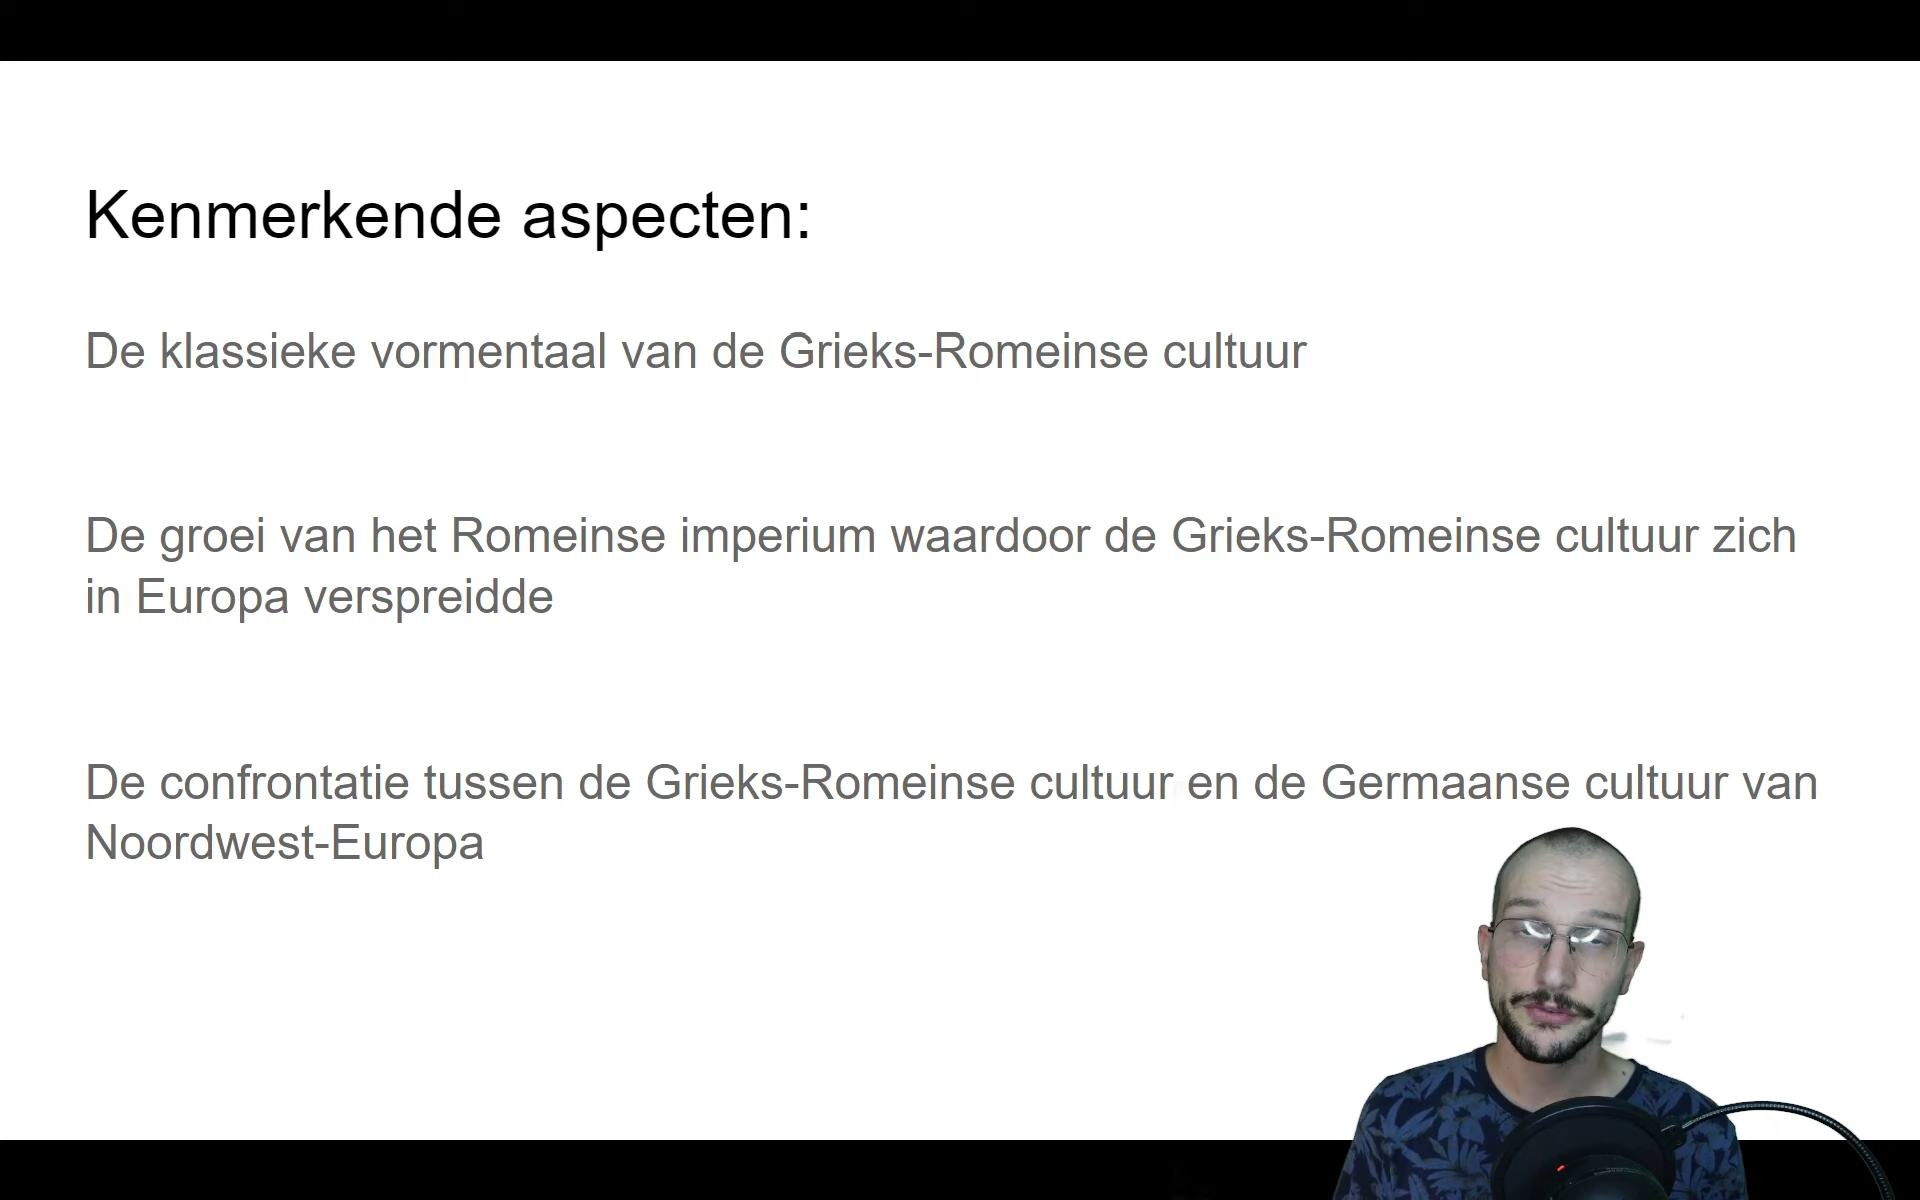 Kenmerkende aspecten:
De klassieke vormentaal van de Grieks-Romeinse cultuur
De groei van het Romeinse imperium waardoor de Grieks-Romeinse cultuur zich
in Europa verspreidde
De confrontatie tussen de Grieks-Romeinse cultuur en de Germaanse cultuur van
Noordwest-Europa